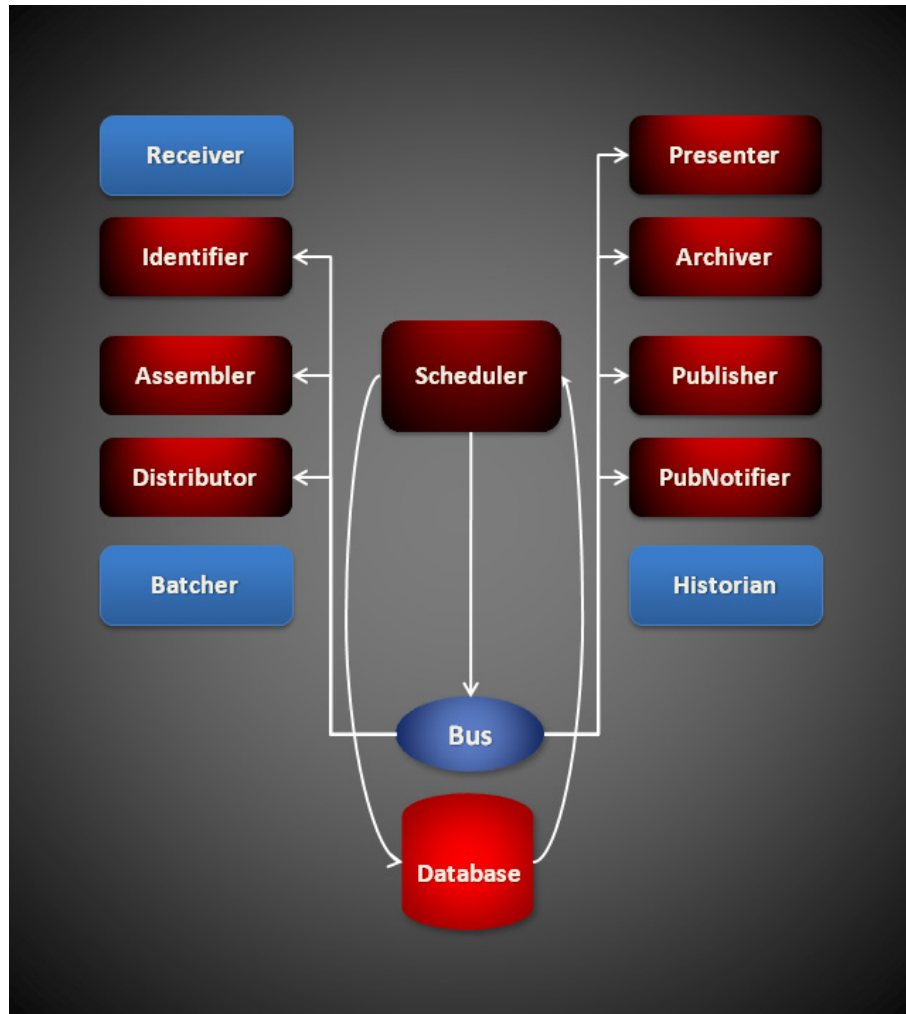 Receiver
Identifier
Assembler
Distributor
Batcher
Scheduler
Bus
Database
Presenter
Archiver
Publisher
PubNotifier
Historian